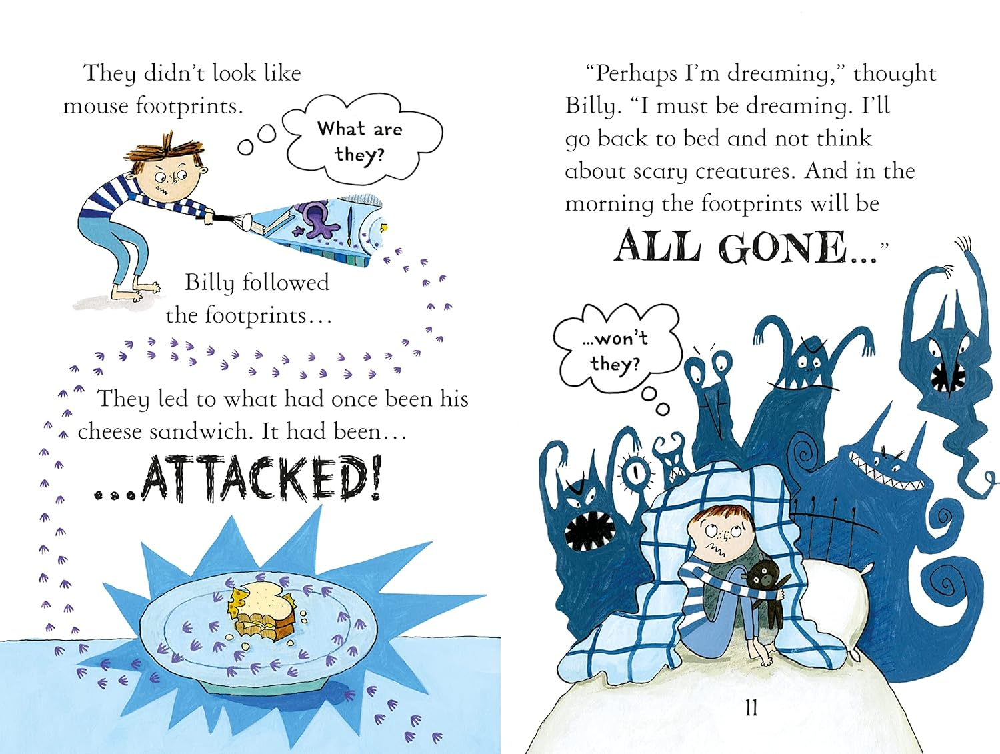 They didn’t look like
mouse footprints.
What are
they?
Billy followed
the footprints…
They led to what had once been his
cheese sandwich. It had been…
…ATTACKED!
“Perhaps I’m dreaming,” thought
Billy. “I must be dreaming. I’ll
go back to bed and not think
about scary creatures. And in the
morning the footprints will be
ALL GONE…”
…won’t
they?
11